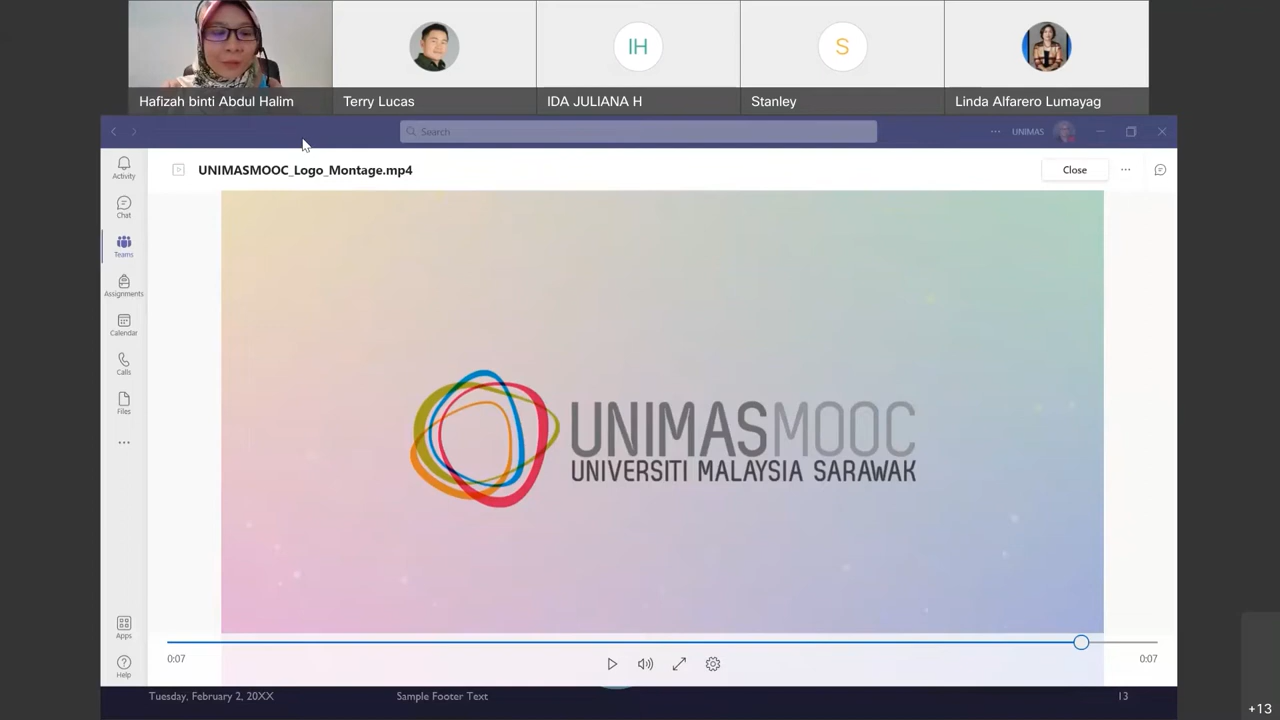 IH
S
Hafizah binti Abdul Halim
Terry Lucas
IDA JULIANA H
Stanley
Linda Alfarero Lumayag
Search
UNIMAS
Activity
UNIMASMOOC_Logo_Montage.mp4
Close
Chat
Teams
Assignments
Calendar
Calls
Files
UNIMASMOOC
UNIVERSITI MALAYSIA SARAWAK
Apps
Help
0:07
0:07
Tuesday, February 2, 20XX
Sample Footer Text
13
+13